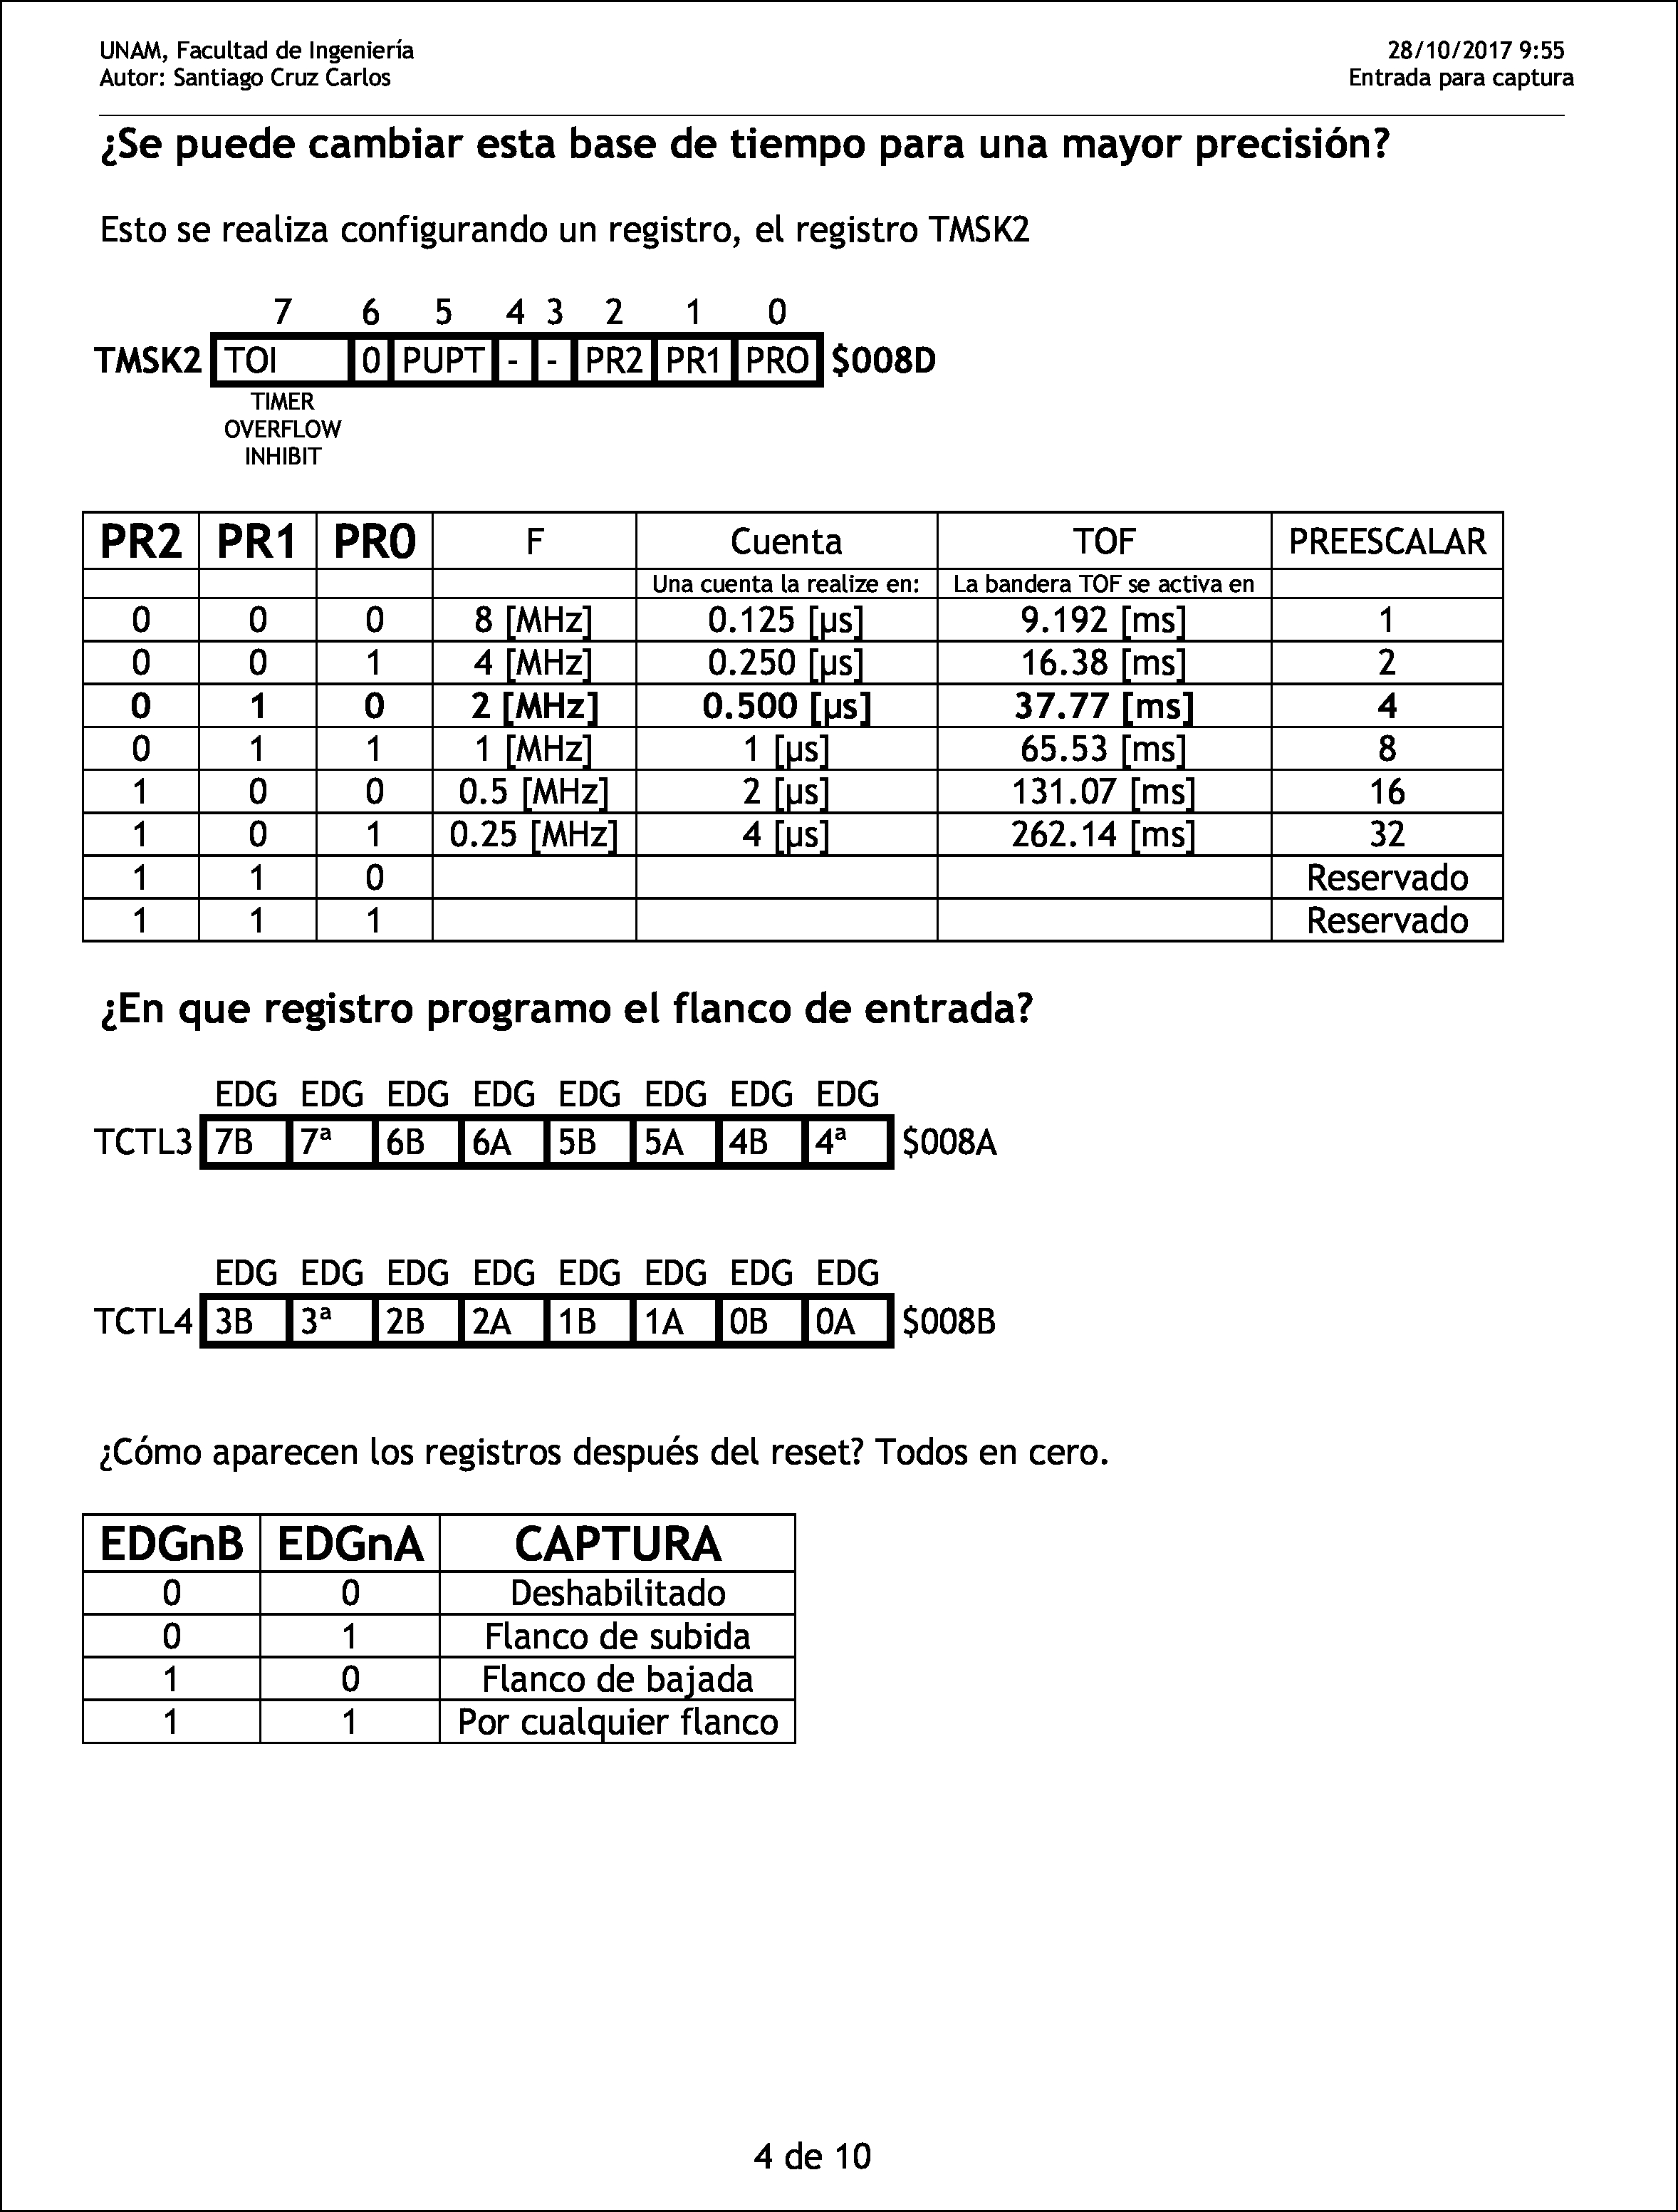 UNAM, Facultad de Ingeniería 28/10/2017 9:55
Autor: Santiago Cruz Carlos Entrada para captura
¿Se puede cambiar esta base de tiempo para una mayor precisión?
Esto se realiza configurando un registro, el registro TMSK2
7 6 5 4 3 2 1 0
TMSK2 TOI 0 PUPT - - PR2 PR1 PRO $008D
TIMER
OVERFLOW
INHIBIT
PR2 PR1 PR0 F Cuenta TOF PREESCALAR
Una cuenta la realize en: La bandera TOF se activa en
0 0 0 8 [MHz] 0.125 [µs] 9.192 [ms] 1
0 0 1 4 [MHz] 0.250 [µs] 16.38 [ms] 2
0 1 0 2 [MHz] 0.500 [µs] 37.77 [ms] 4
0 1 1 1 [MHz] 1 [µs] 65.53 [ms] 8
1 0 0 0.5 [MHz] 2 [µs] 131.07 [ms] 16
1 0 1 0.25 [MHz] 4 [µs] 262.14 [ms] 32
1 1 0 Reservado
1 1 1 Reservado
¿En que registro programo el flanco de entrada?
EDG EDG EDG EDG EDG EDG EDG EDG
TCTL3 7B 7ª 6B 6A 5B 5A 4B 4ª $008A
EDG EDG EDG EDG EDG EDG EDG EDG
TCTL4 3B 3ª 2B 2A 1B 1A 0B 0A $008B
¿Cómo aparecen los registros después del reset? Todos en cero.
EDGnB EDGnA CAPTURA
0 0 Deshabilitado
0 1 Flanco de subida
1 0 Flanco de bajada
1 1 Por cualquier flanco
4 de 10